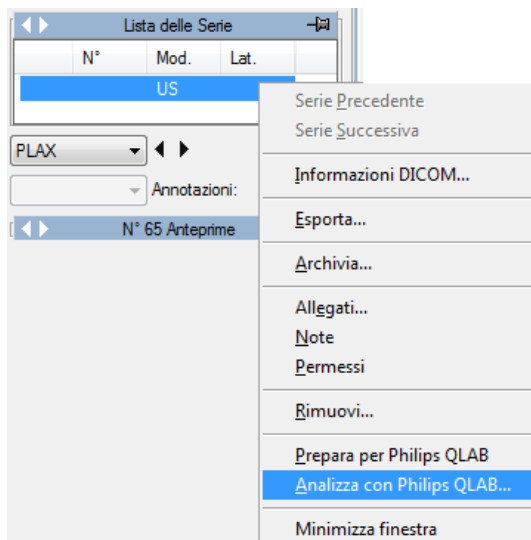 Lista delle Serie
N° Mod. Lat.
US
Serie Precedente
Serie Successiva
PLAX
Informazioni DICOM...
Annotazioni:
Esporta...
N° 65 Anteprime
Archivia...
Allegati...
Note
Permessi
Rimuovi...
Prepara per Philips QLAB
Analizza con Philips QLAB...
Minimizza finestra